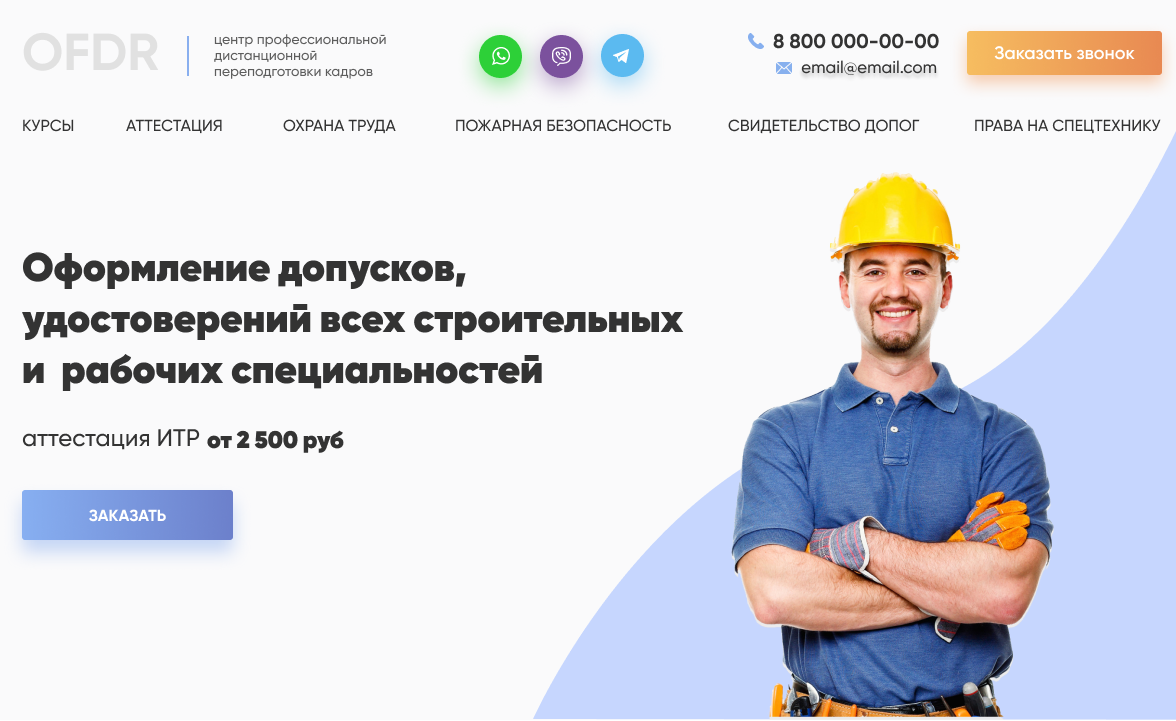 OFDR
центр профессиональной
дистанционной
переподготовки кадров
8 800 000-00-00
email@email.com
Заказать звонок
КУРСЫ АТТЕСТАЦИЯ ОХРАНА ТРУДА ПОЖАРНАЯ БЕЗОПАСНОСТЬ СВИДЕТЕЛЬСТВО ДОПОГ ПРАВА НА СПЕЦТЕХНИКУ
Оформление допусков,
удостоверений всех строительных
и рабочих специальностей
аттестация ИТР от 2 500 руб
ЗАКАЗАТЬ